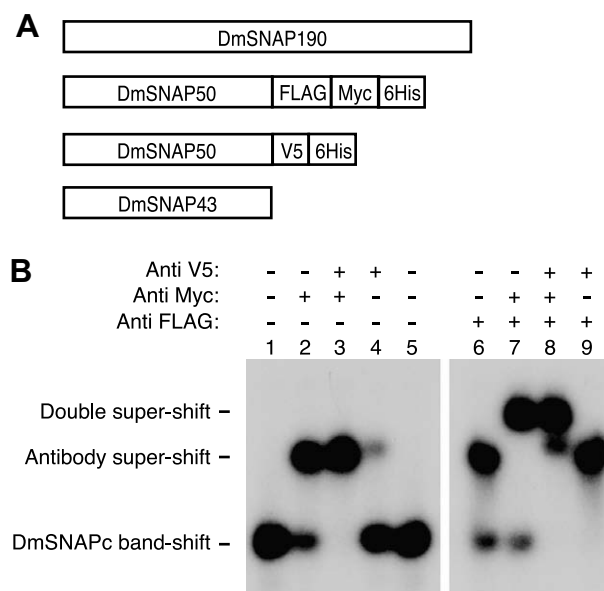 A
DmSNAP190
DmSNAP50 FLAG Myc 6His
DmSNAP50 V5 6His
DmSNAP43
B
Anti V5: - - + + - - - + +
Anti Myc: - + + - - - + + -
Anti FLAG: - - - - - + + + +
1 2 3 4 5 6 7 8 9
Double super-shift –
Antibody super-shift –
DmSNAPc band-shift –